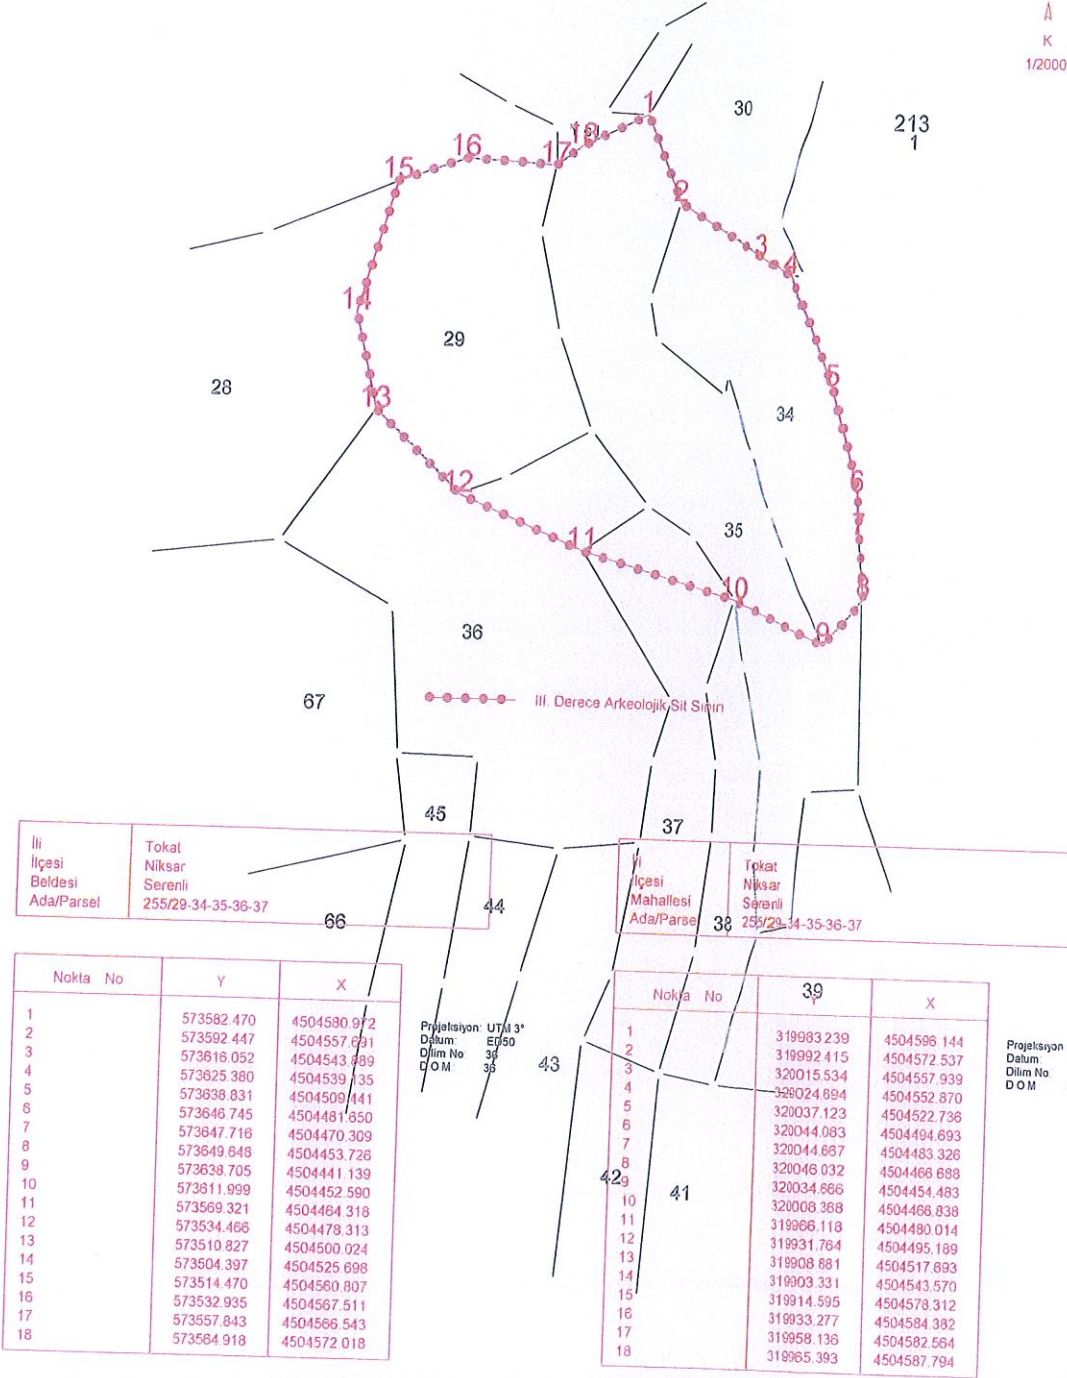 K
1/2000
30
213
1
1
18
17
16
15
2
3
4
14
29
5
28
13
34
12
6
7
11
35
10
8
9
36
67
III. Derece Arkeolojik Sit Sınırı
45
37
İli Tokat
İlçesi Niksar
Beldesi Serenli
Ada/Parsel 255/29-34-35-36-37
İli Tokat
İlçesi Niksar
Mahallesi Serenli
Ada/Parsel 255/29-34-35-36-37
66
44
38
39
Nokta No Y X
1 573582.470 4504580.972
2 573592.447 4504557.691
3 573616.052 4504543.889
4 573625.380 4504539.135
5 573638.831 4504509.441
6 573646.745 4504481.650
7 573647.716 4504470.309
8 573649.648 4504453.726
9 573638.705 4504441.139
10 573611.999 4504452.590
11 573569.321 4504464.318
12 573534.466 4504478.313
13 573510.827 4504500.024
14 573504.397 4504525.698
15 573514.470 4504560.807
16 573532.935 4504567.511
17 573557.843 4504566.543
18 573564.918 4504572.018
Projeksiyon: UTM 3°
Datum: ED50
Dilim No 36
D O M 36
43
Nokta No Y X
1 319983.239 4504596.144
2 319992.415 4504572.537
3 320015.534 4504557.939
4 320024.694 4504552.870
5 320037.123 4504522.736
6 320044.083 4504494.693
7 320044.667 4504483.326
8 320046.032 4504466.688
9 320034.666 4504454.483
10 320008.368 4504466.838
11 319966.118 4504480.014
12 319931.764 4504495.189
13 319908.881 4504517.693
14 319903.331 4504543.570
15 319914.595 4504578.312
16 319933.277 4504584.382
17 319958.136 4504582.564
18 319965.393 4504587.794
Projeksiyon
Datum:
Dilim No
D O M
42
41